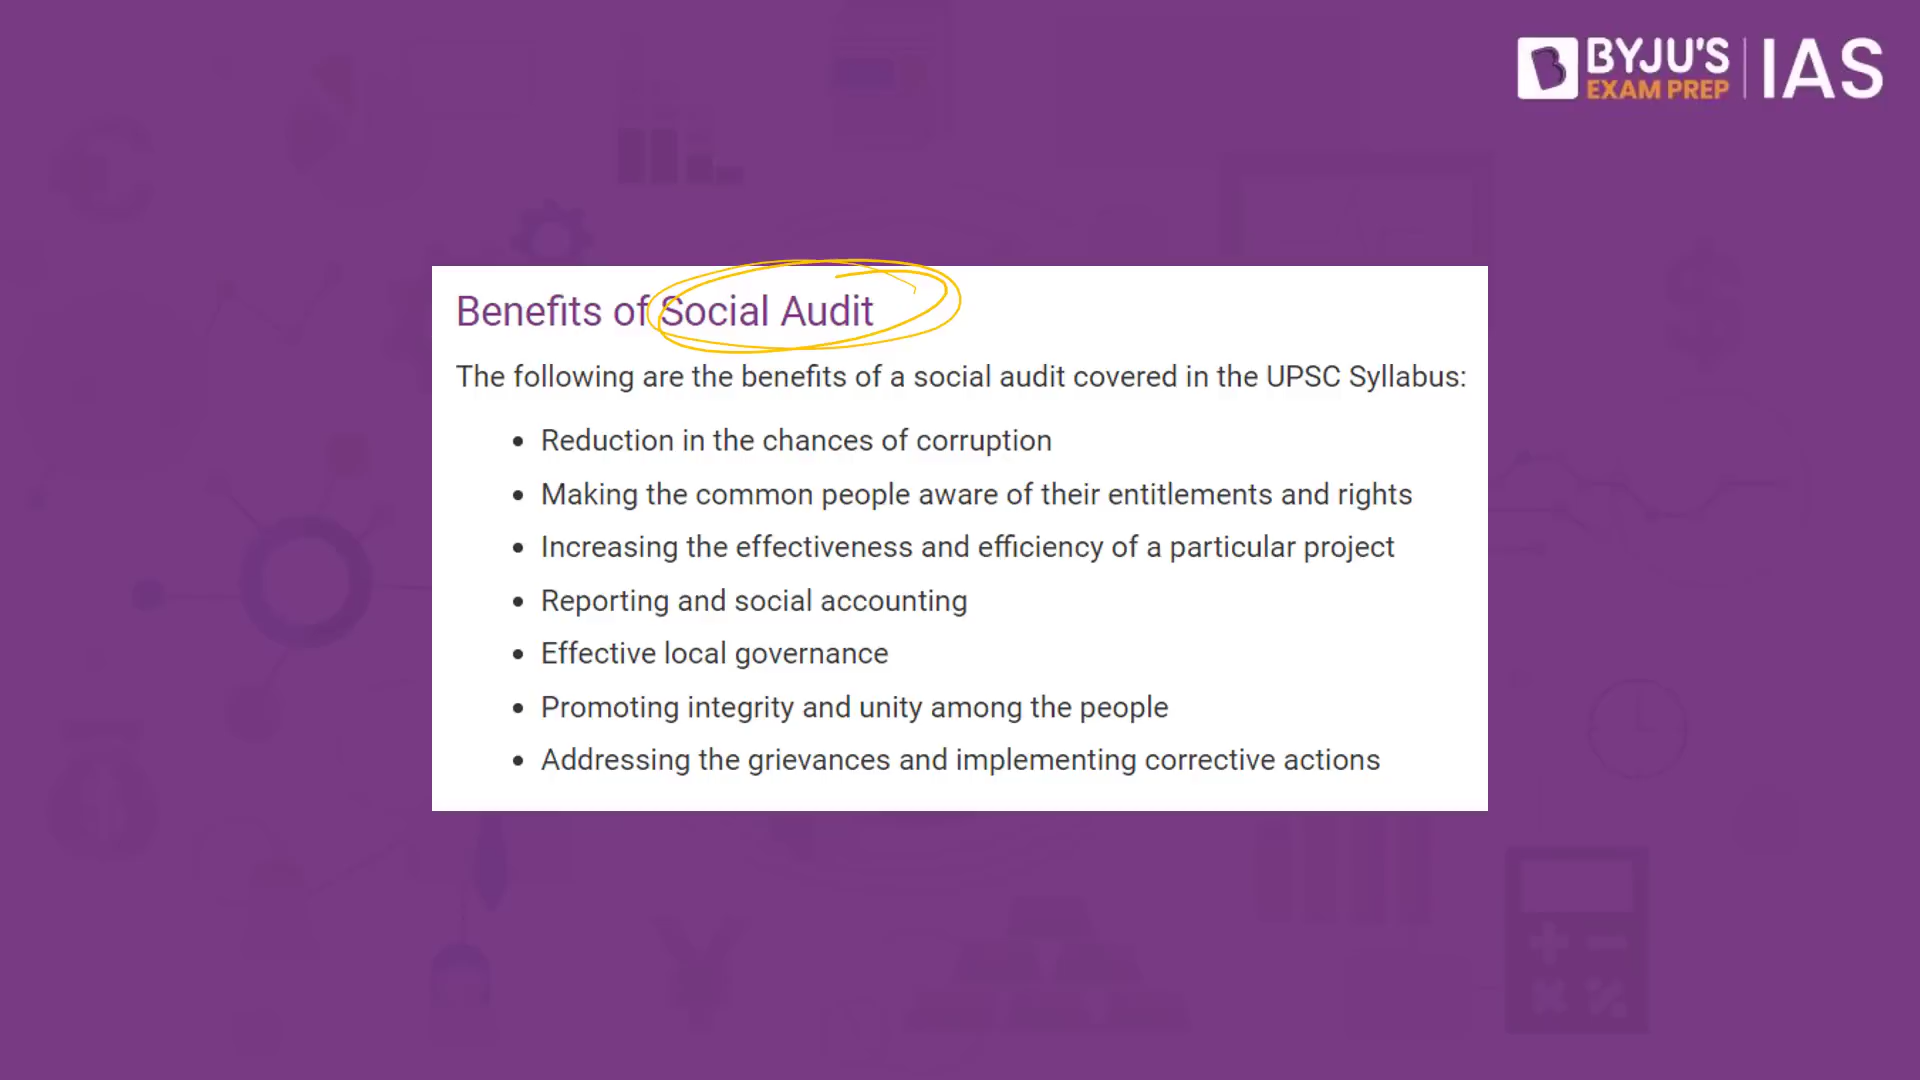 BYJU'S
EXAM PREP
IAS
Benefits of Social Audit
The following are the benefits of a social audit covered in the UPSC Syllabus:
• Reduction in the chances of corruption
• Making the common people aware of their entitlements and rights
• Increasing the effectiveness and efficiency of a particular project
• Reporting and social accounting
• Effective local governance
• Promoting integrity and unity among the people
• Addressing the grievances and implementing corrective actions